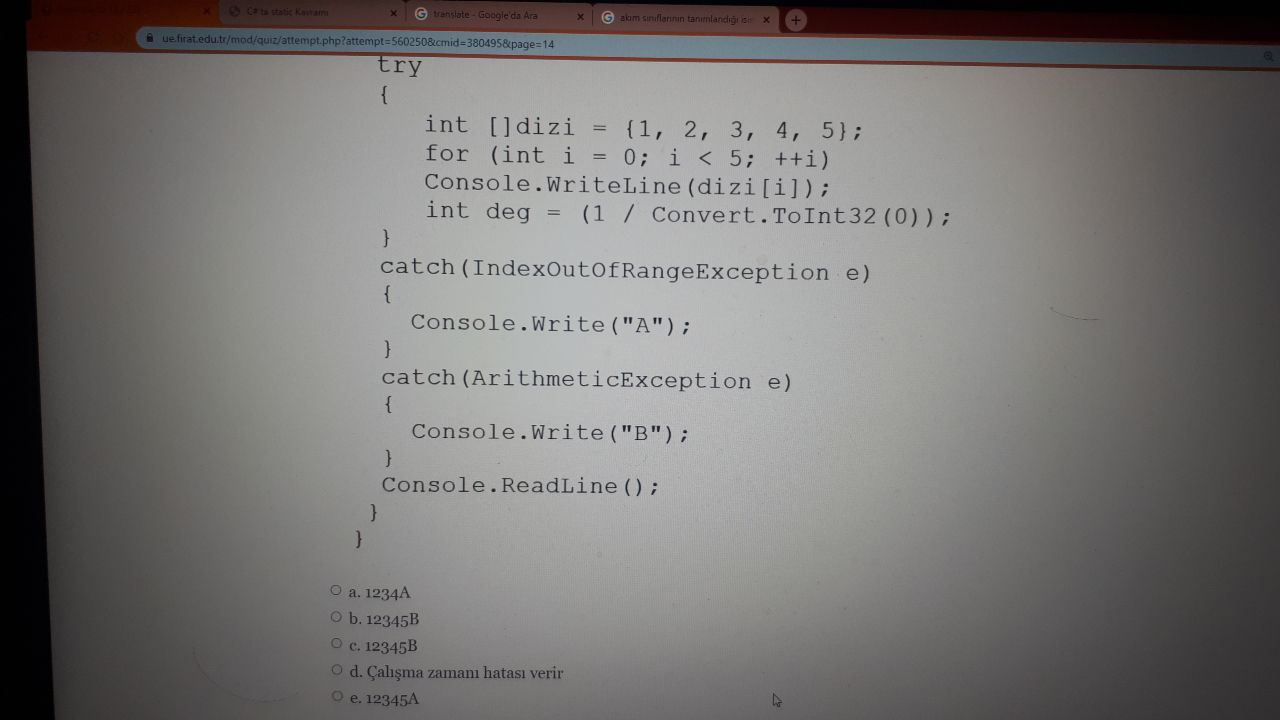 C# ta static Kavramı
translate - Google'da Ara
akım sınıflarının tanımlandığı isi
ue.firat.edu.tr/mod/quiz/attempt.php?attempt=560250&cmid=380495&page=14
try
{
int []dizi = {1, 2, 3, 4, 5};
for (int i = 0; i < 5; ++i)
Console.WriteLine(dizi[i]);
int deg = (1 / Convert.ToInt32(0));
}
catch(IndexOutOfRangeException e)
{
Console.Write("A");
}
catch(ArithmeticException e)
{
Console.Write("B");
}
Console.ReadLine();
}
}
a. 1234A
b. 12345B
c. 12345B
d. Çalışma zamanı hatası verir
e. 12345A